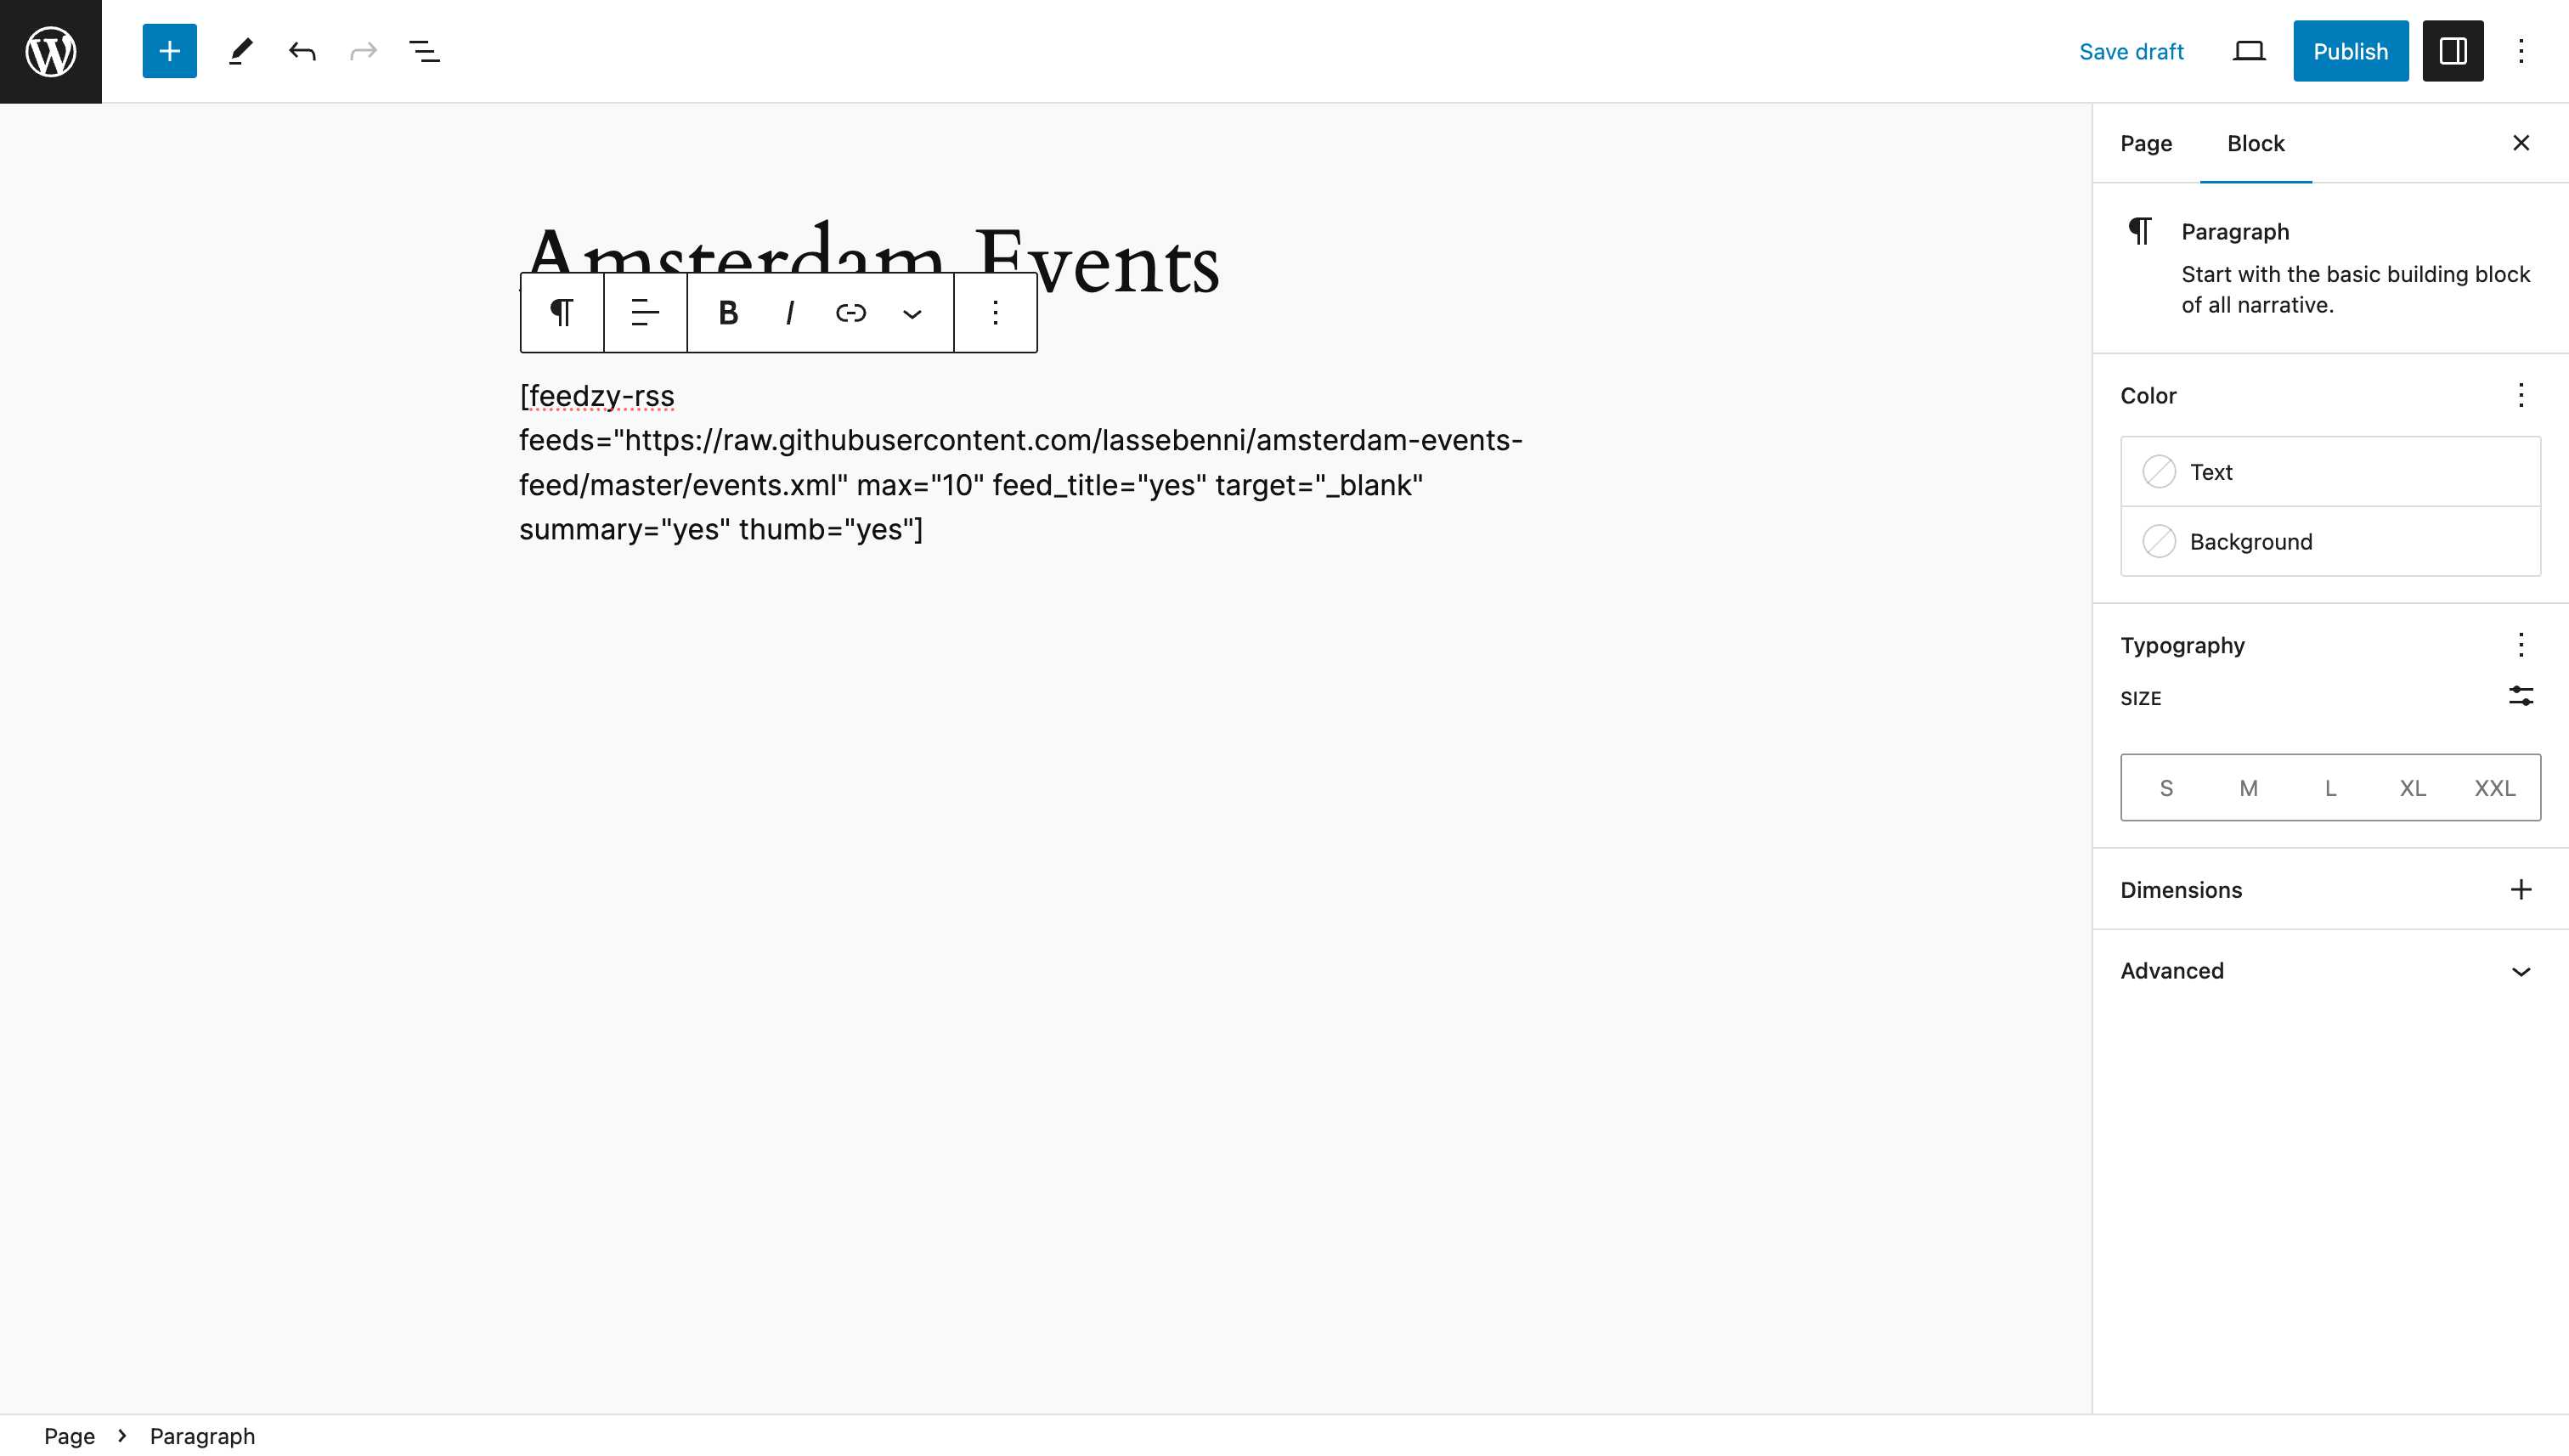 Save draft
Publish
Page
Block
Amsterdam Events
B I
[feedzy-rss
feeds="https://raw.githubusercontent.com/lassebenni/amsterdam-events-
feed/master/events.xml" max="10" feed_title="yes" target="_blank"
summary="yes" thumb="yes"]
Paragraph
Start with the basic building block
of all narrative.
Color
Text
Background
Typography
SIZE
S M L XL XXL
Dimensions
Advanced
Page Paragraph